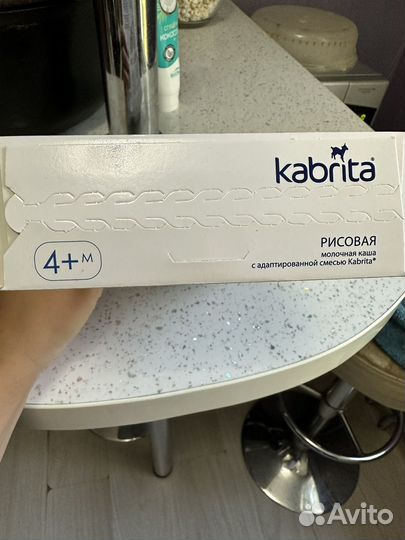 kabrita®
РИСОВАЯ
молочная каша
с адаптированной смесью Kabrita®
4+ М
Avito